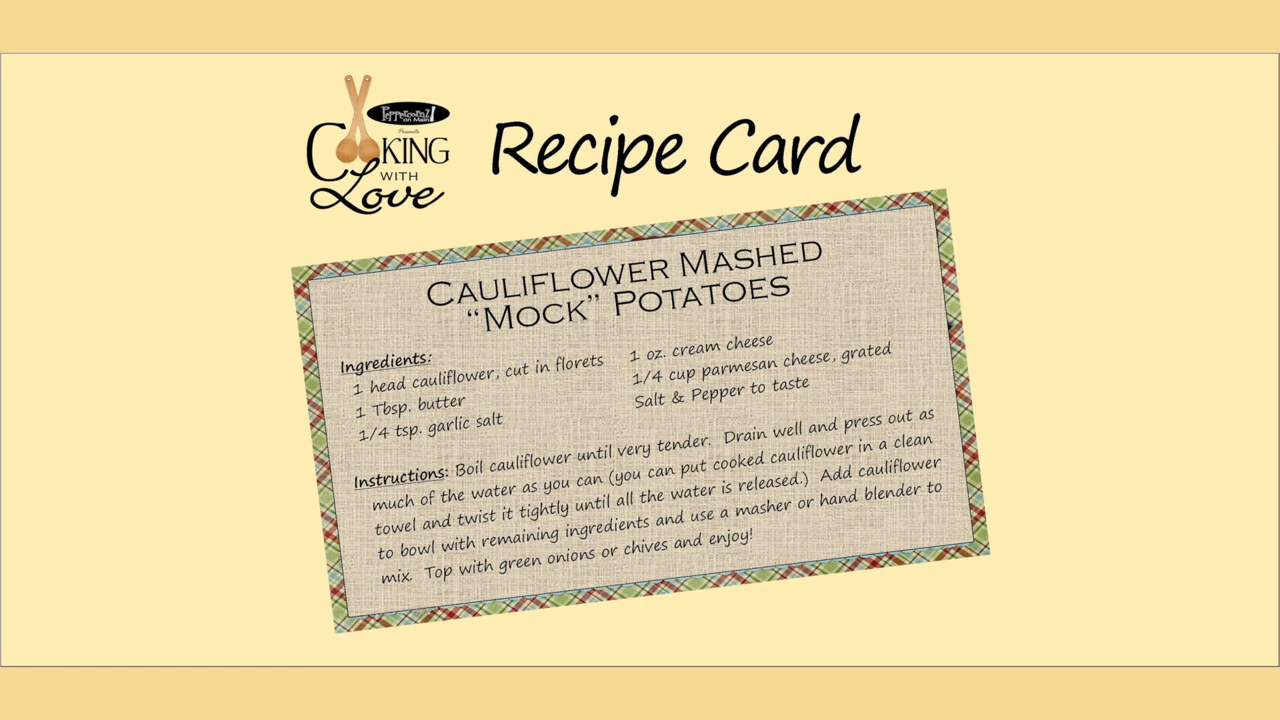 Peppercornz!
on Main
Presents
COOKING
WITH
Love
Recipe Card
CAULIFLOWER MASHED
“MOCK” POTATOES
Ingredients:
1 head cauliflower, cut in florets
1 Tbsp. butter
1/4 tsp. garlic salt
1 oz. cream cheese
1/4 cup parmesan cheese, grated
Salt & Pepper to taste
Instructions: Boil cauliflower until very tender. Drain well and press out as
much of the water as you can (you can put cooked cauliflower in a clean
towel and twist it tightly until all the water is released.) Add cauliflower
to bowl with remaining ingredients and use a masher or hand blender to
mix. Top with green onions or chives and enjoy!